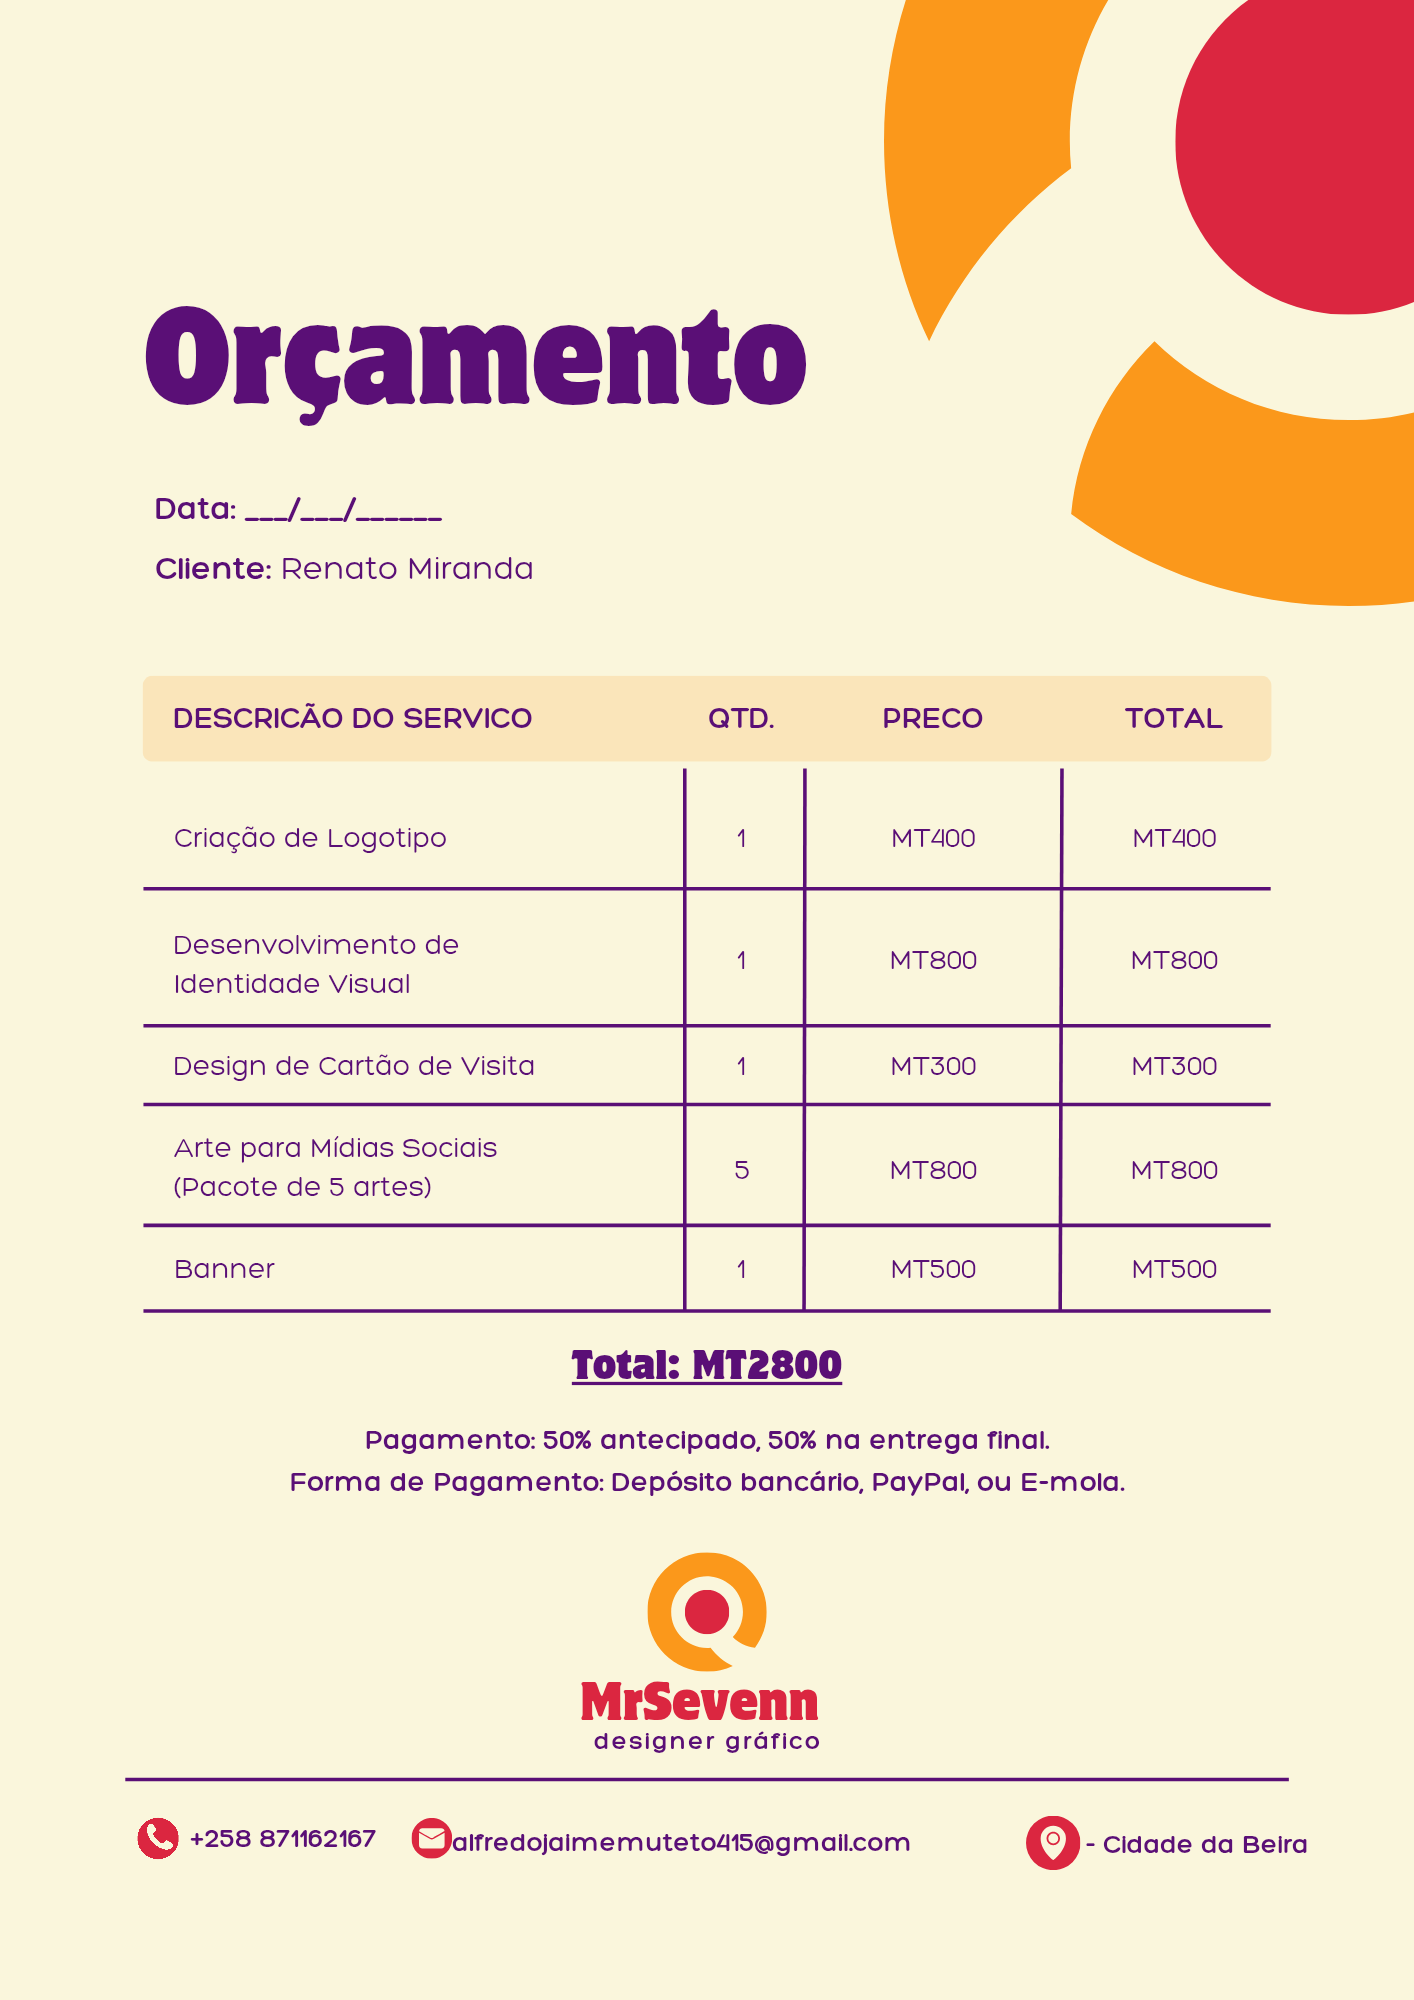 Orçamento
Data: ___/___/______
Cliente: Renato Miranda
DESCRICÃO DO SERVICO QTD. PRECO TOTAL
Criação de Logotipo 1 MT400 MT400
Desenvolvimento de
Identidade Visual 1 MT800 MT800
Design de Cartão de Visita 1 MT300 MT300
Arte para Mídias Sociais
(Pacote de 5 artes) 5 MT800 MT800
Banner 1 MT500 MT500
Total: MT2800
Pagamento: 50% antecipado, 50% na entrega final.
Forma de Pagamento: Depósito bancário, PayPal, ou E-mola.
MrSevenn
designer gráfico
+258 871162167 alfredojaimemuteto415@gmail.com - Cidade da Beira